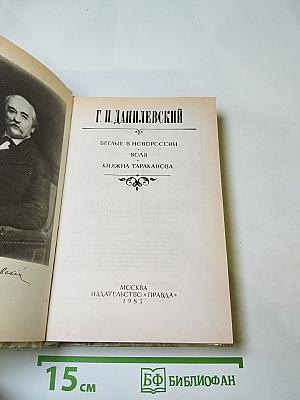 Г. П. ДАНИЛЕВСКИЙ
БЕГЛЫЕ В НОВОРОССИИ
ВОЛЯ
КНЯЖНА ТАРАКАНОВА
МОСКВА
ИЗДАТЕЛЬСТВО «ПРАВДА»
1983
15 см
БФ БИБЛИОФАН